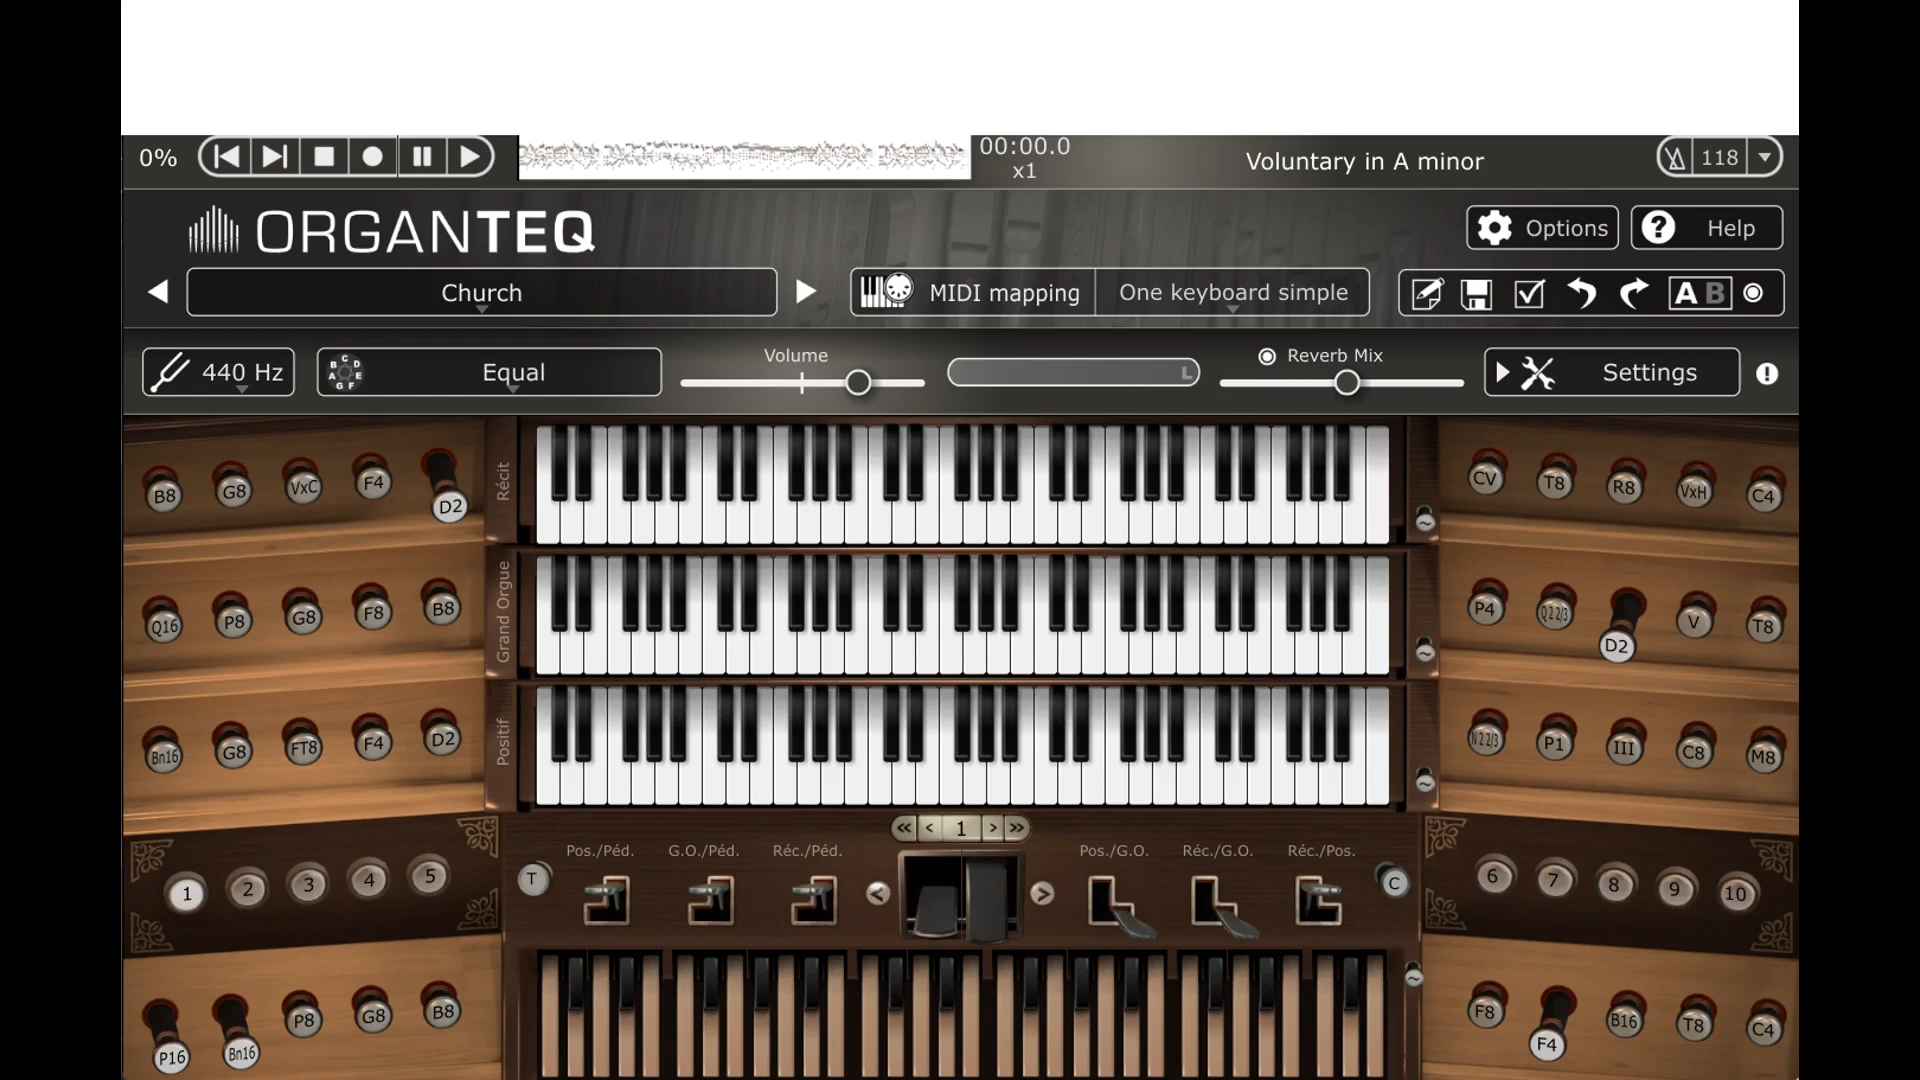 0%
00:00.0
x1
Voluntary in A minor
118
ORGANTEQ
Options
? Help
Church
MIDI mapping
One keyboard simple
A B
440 Hz
C D E F G A B
Equal
Volume
L
Reverb Mix
Settings
B8 G8 VxC F4 D2
Récit
CV T8 R8 VxH C4
Q16 P8 G8 F8 B8
Grand Orgue
P4 Q22/3 D2 V T8
Bn16 G8 FT8 F4 D2
Positif
N22/3 P1 III C8 M8
« < 1 > »
1 2 3 4 5
T
Pos./Péd. G.O./Péd. Réc./Péd.
< >
Pos./G.O. Réc./G.O. Réc./Pos.
C
6 7 8 9 10
P16 Bn16 P8 G8 B8
F8 F4 B16 T8 C4